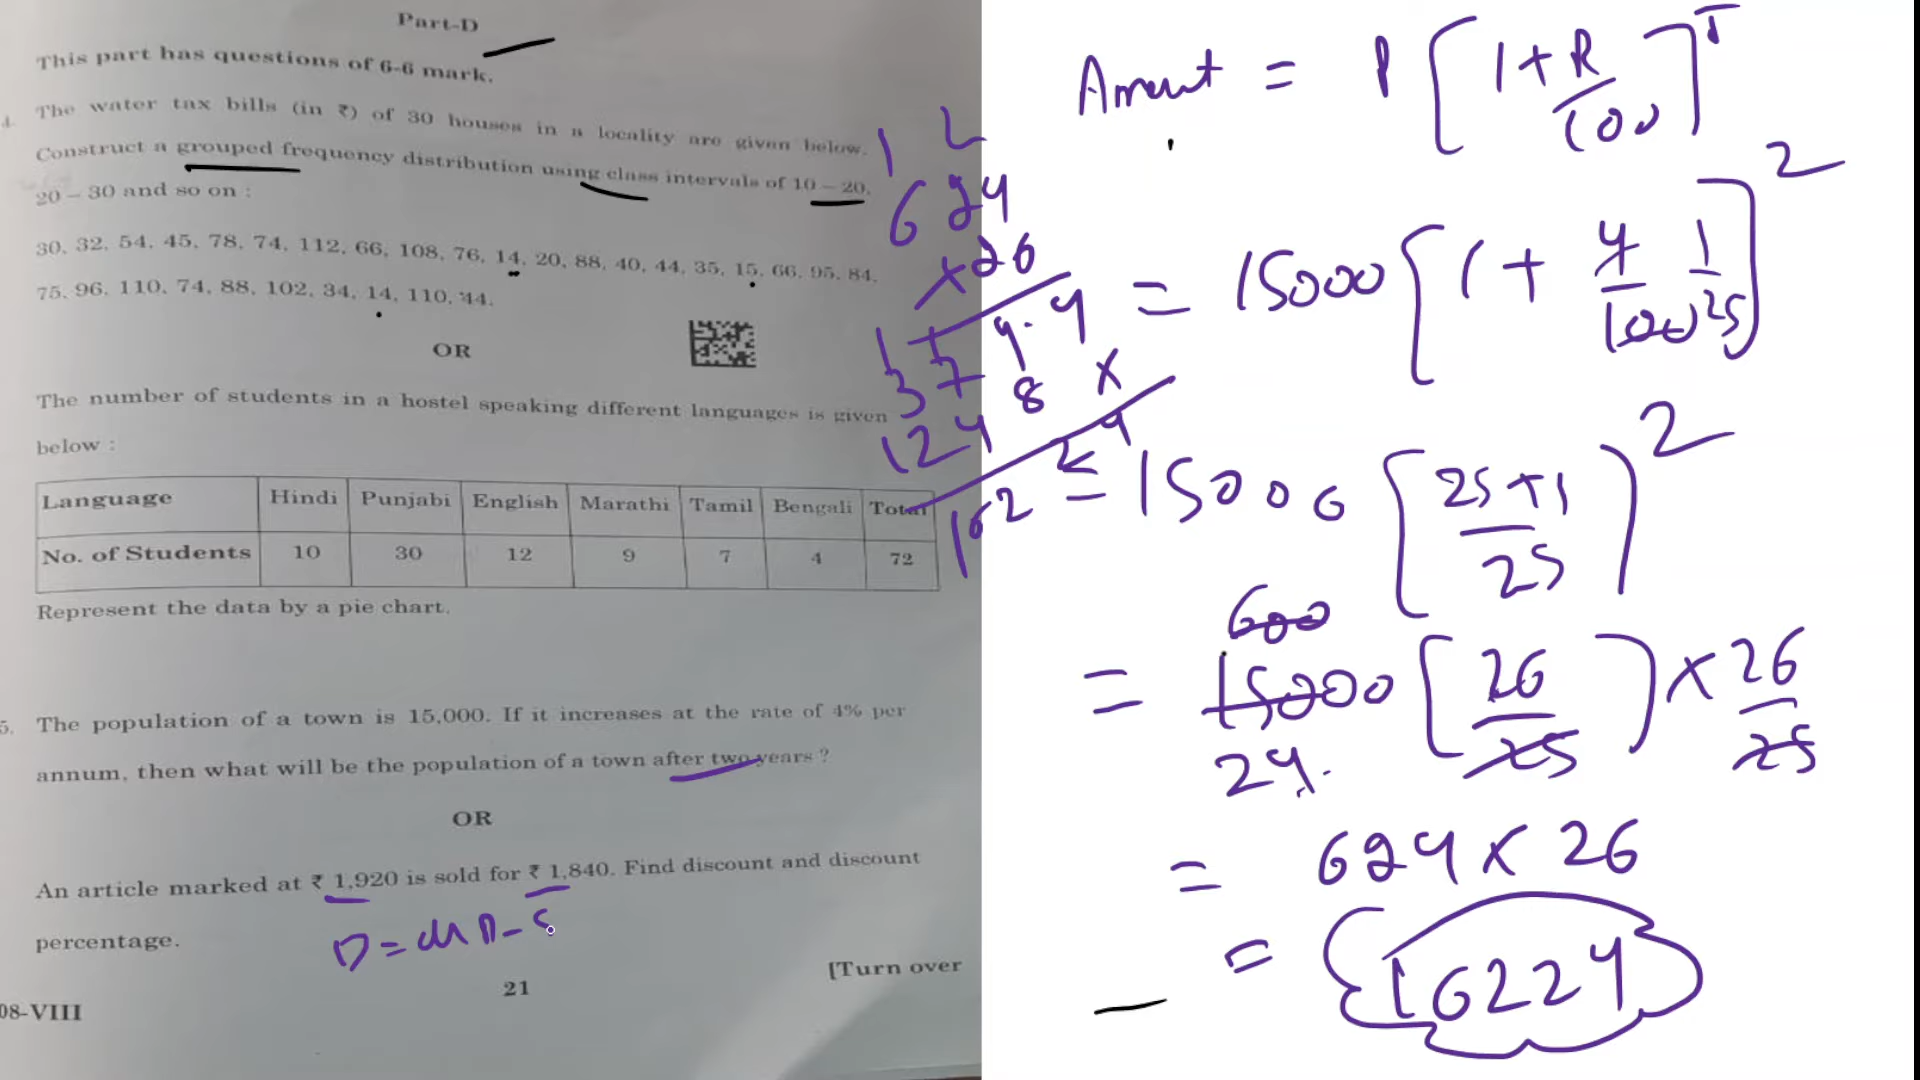 Part-D
This part has questions of 6-6 mark.
4. The water tax bills (in ₹) of 30 houses in a locality are given below.
Construct a grouped frequency distribution using class intervals of 10 – 20,
20 – 30 and so on :
30, 32, 54, 45, 78, 74, 112, 66, 108, 76, 14, 20, 88, 40, 44, 35, 15, 66, 95, 84,
75, 96, 110, 74, 88, 102, 34, 14, 110, 44.
OR
The number of students in a hostel speaking different languages is given
below :
Language Hindi Punjabi English Marathi Tamil Bengali Total
No. of Students 10 30 12 9 7 4 72
Represent the data by a pie chart.
5. The population of a town is 15,000. If it increases at the rate of 4% per
annum, then what will be the population of a town after two years ?
OR
An article marked at ₹ 1,920 is sold for ₹ 1,840. Find discount and discount
percentage.
D = M P - S
21
[Turn over
08-VIII
1 2
624
×26
1 1
3744
1248×
16224
Amount = P [1 + R/100]^T
= 15000 [1 + 4/100 1/25]^2
= 15000 [25+1/25]^2
600
= 15000 [26/25] × 26/25
24
= 624 × 26
= 16224